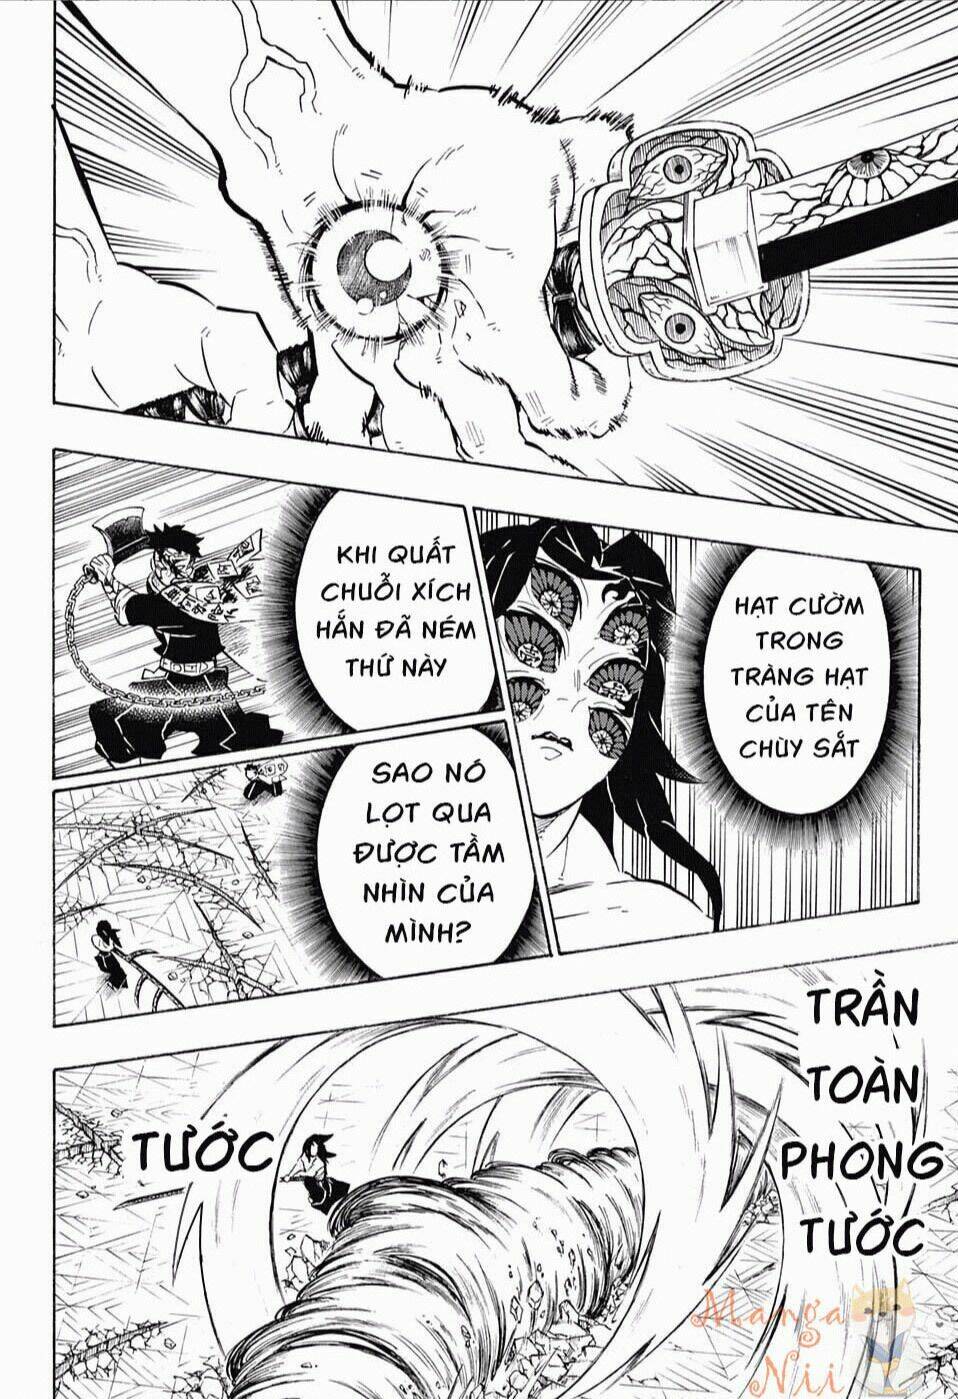 HẠT CƯỜM
TRONG
TRÀNG HẠT
CỦA TÊN
CHÙY SẮT
KHI QUẤT
CHUỖI XÍCH
HẮN ĐÃ NÉM
THỨ NÀY
SAO NÓ
LỌT QUA
ĐƯỢC TẦM
NHÌN CỦA
MÌNH?
TRẦN
TOÀN
PHONG
TƯỚC
TƯỚC
Manga
Nii